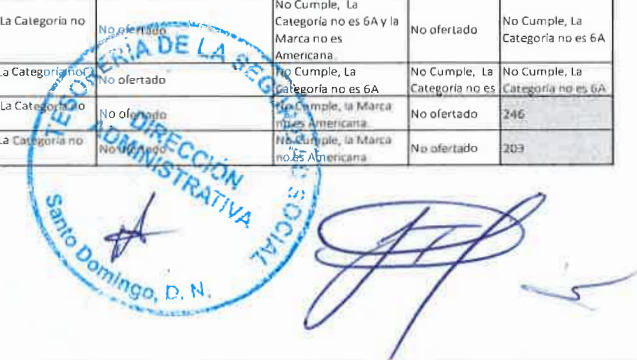 No Cumple, La
La Categoría no
No ofertado
Categoría no es 6A y la
Marca no es
Americana.
No ofertado
No Cumple, La
Categoría no es 6A
La Categoría no
No ofertado
No Cumple, La
Categoría no es 6A
No Cumple, La
Categoría no es
No Cumple, La
Categoría no es 6A
La Categoría no
No ofertado
No Cumple, la Marca
no es Americana
No ofertado
246
La Categoría no
No ofertado
No Cumple, la Marca
no es Americana
No ofertado
203
TESORERIA DE LA SEGURIDAD SOCIAL
DIRECCIÓN
ADMINISTRATIVA
Santo Domingo, D. N.